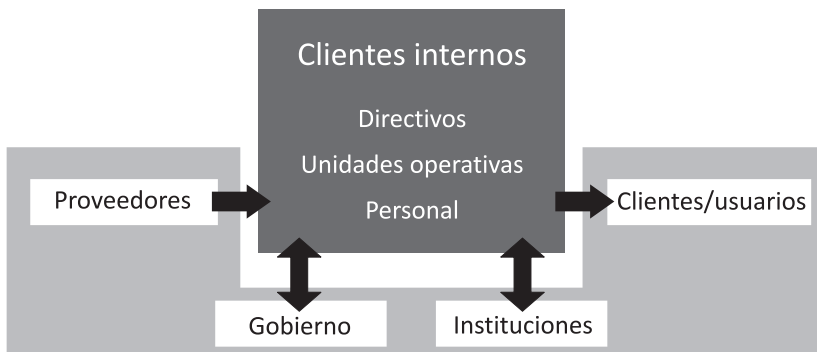 Clientes internos
Directivos
Unidades operativas
Personal
Proveedores
Clientes/usuarios
Gobierno
Instituciones